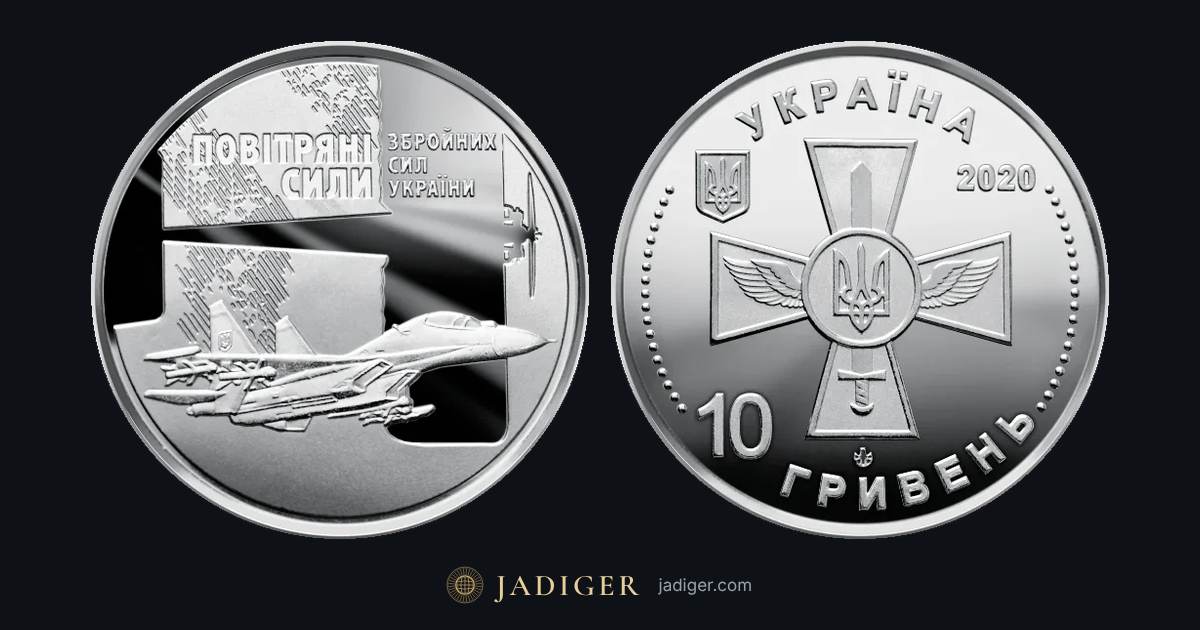 ПОВІТРЯНІ
СИЛИ
ЗБРОЙНИХ
СИЛ
УКРАЇНИ
УКРАЇНА
2020
10
ГРИВЕНЬ
JADIGER jadiger.com